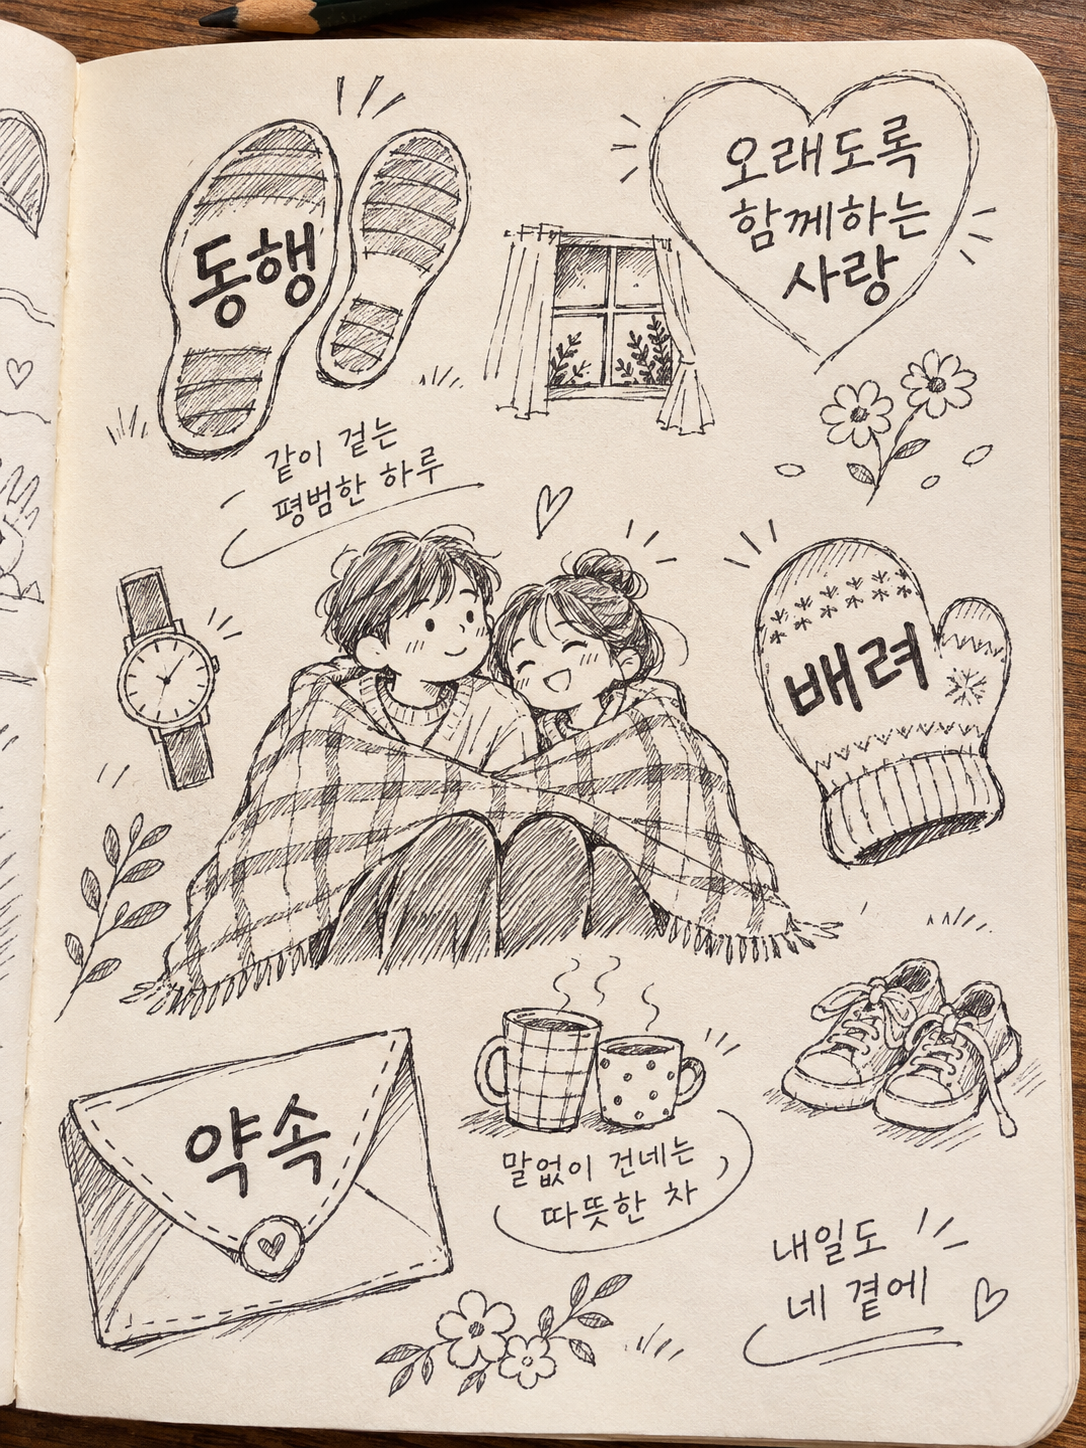 동행
오래도록
함께하는
사랑
같이 걷는
평범한 하루
배려
약속
말없이 건네는
따뜻한 차
내일도
네 곁에